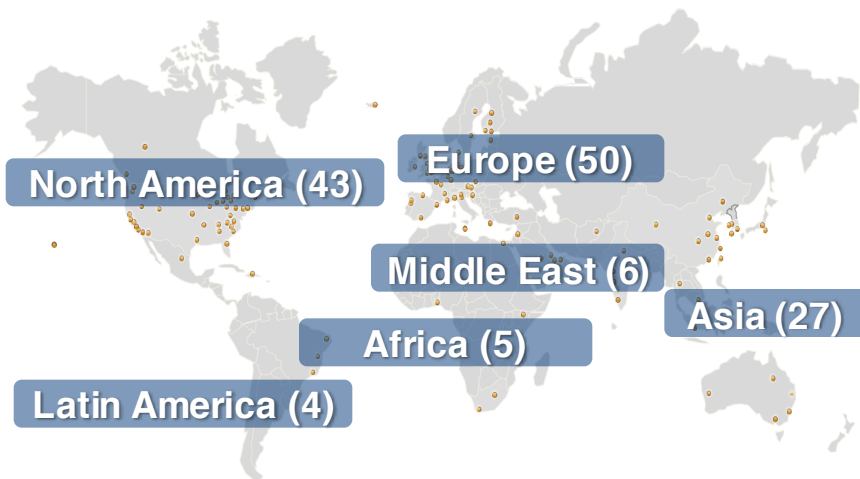 Europe (50)
North America (43)
Middle East (6)
Asia (27)
Africa (5)
Latin America (4)